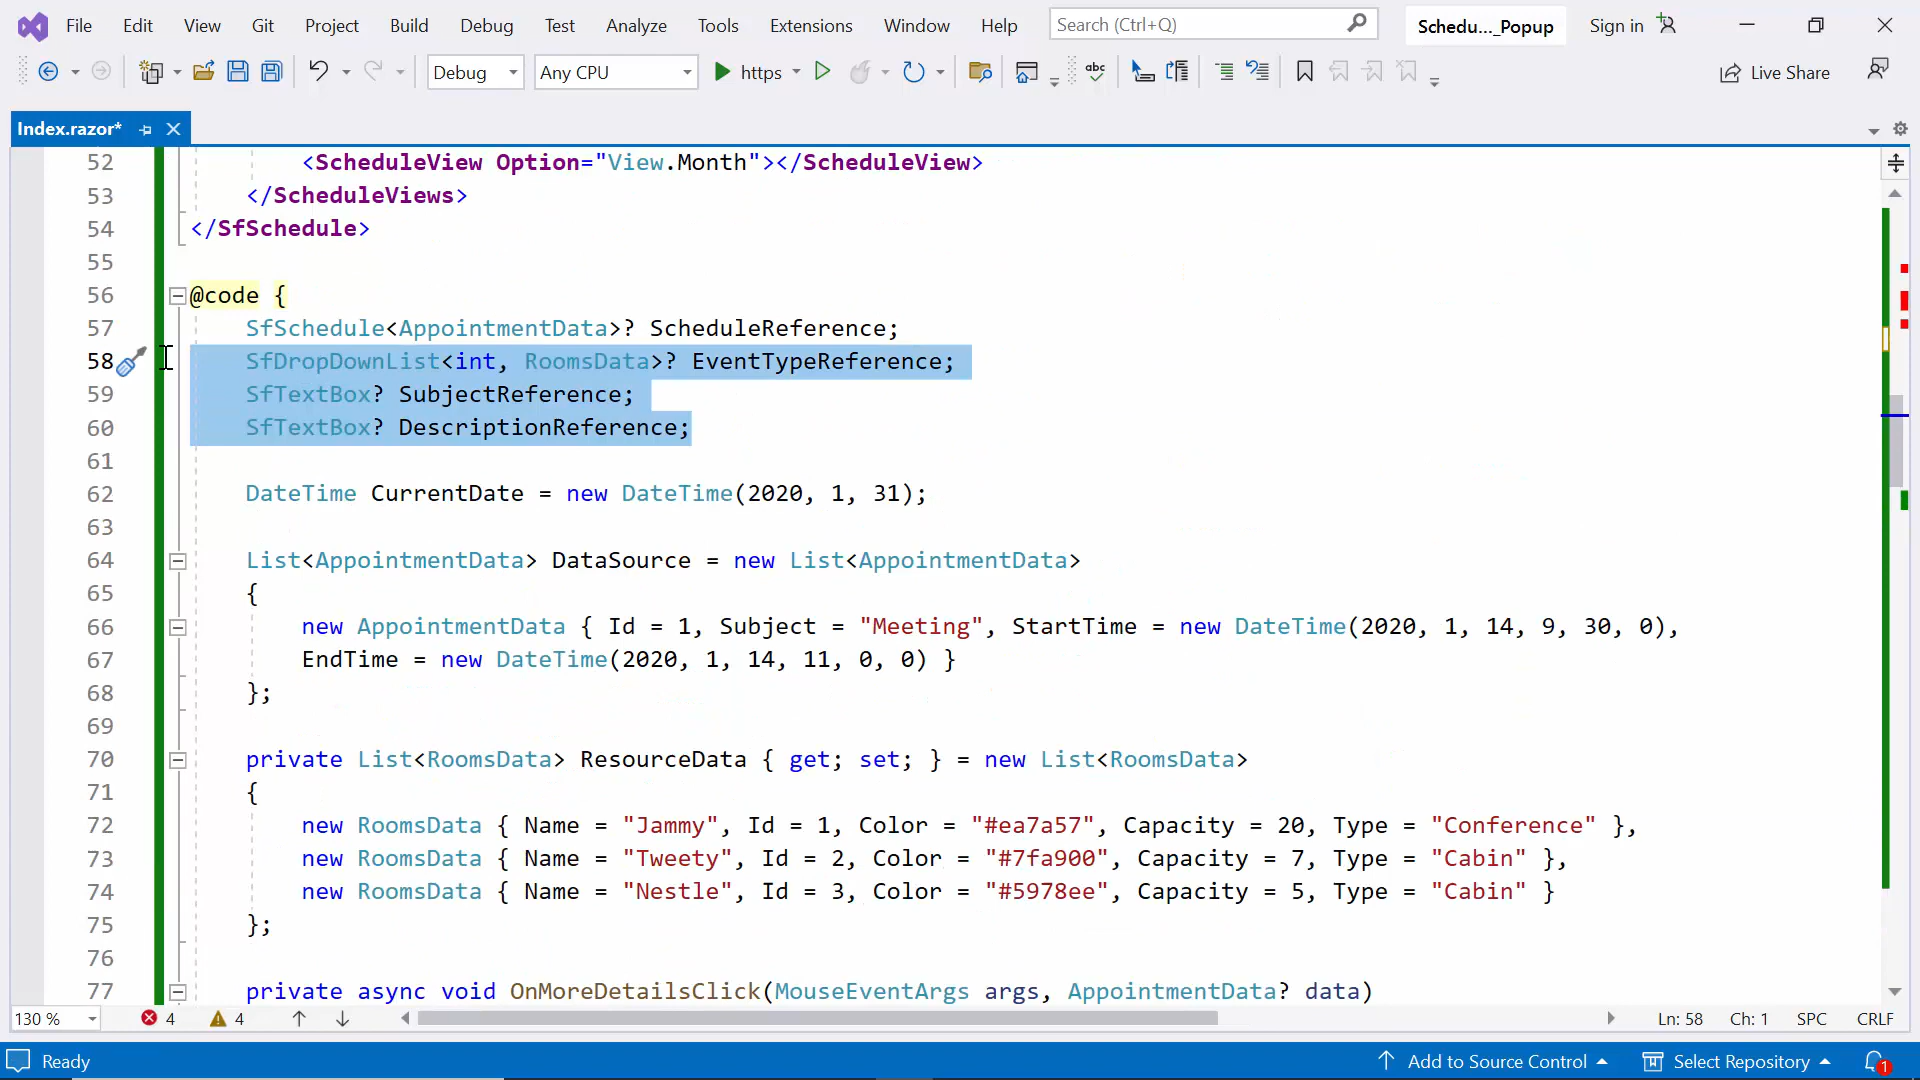 File Edit View Git Project Build Debug Test Analyze Tools Extensions Window Help Search (Ctrl+Q) Schedu..._Popup Sign in
Debug Any CPU https Live Share
Index.razor*
52 <ScheduleView Option="View.Month"></ScheduleView>
53 </ScheduleViews>
54 </SfSchedule>
55
56 @code {
57 SfSchedule<AppointmentData>? ScheduleReference;
58 SfDropDownList<int, RoomsData>? EventTypeReference;
59 SfTextBox? SubjectReference;
60 SfTextBox? DescriptionReference;
61
62 DateTime CurrentDate = new DateTime(2020, 1, 31);
63
64 List<AppointmentData> DataSource = new List<AppointmentData>
65 {
66 new AppointmentData { Id = 1, Subject = "Meeting", StartTime = new DateTime(2020, 1, 14, 9, 30, 0),
67 EndTime = new DateTime(2020, 1, 14, 11, 0, 0) }
68 };
69
70 private List<RoomsData> ResourceData { get; set; } = new List<RoomsData>
71 {
72 new RoomsData { Name = "Jammy", Id = 1, Color = "#ea7a57", Capacity = 20, Type = "Conference" },
73 new RoomsData { Name = "Tweety", Id = 2, Color = "#7fa900", Capacity = 7, Type = "Cabin" },
74 new RoomsData { Name = "Nestle", Id = 3, Color = "#5978ee", Capacity = 5, Type = "Cabin" }
75 };
76
77 private async void OnMoreDetailsClick(MouseEventArgs args, AppointmentData? data)
130 % 4 4 Ln: 58 Ch: 1 SPC CRLF
Ready Add to Source Control Select Repository 1